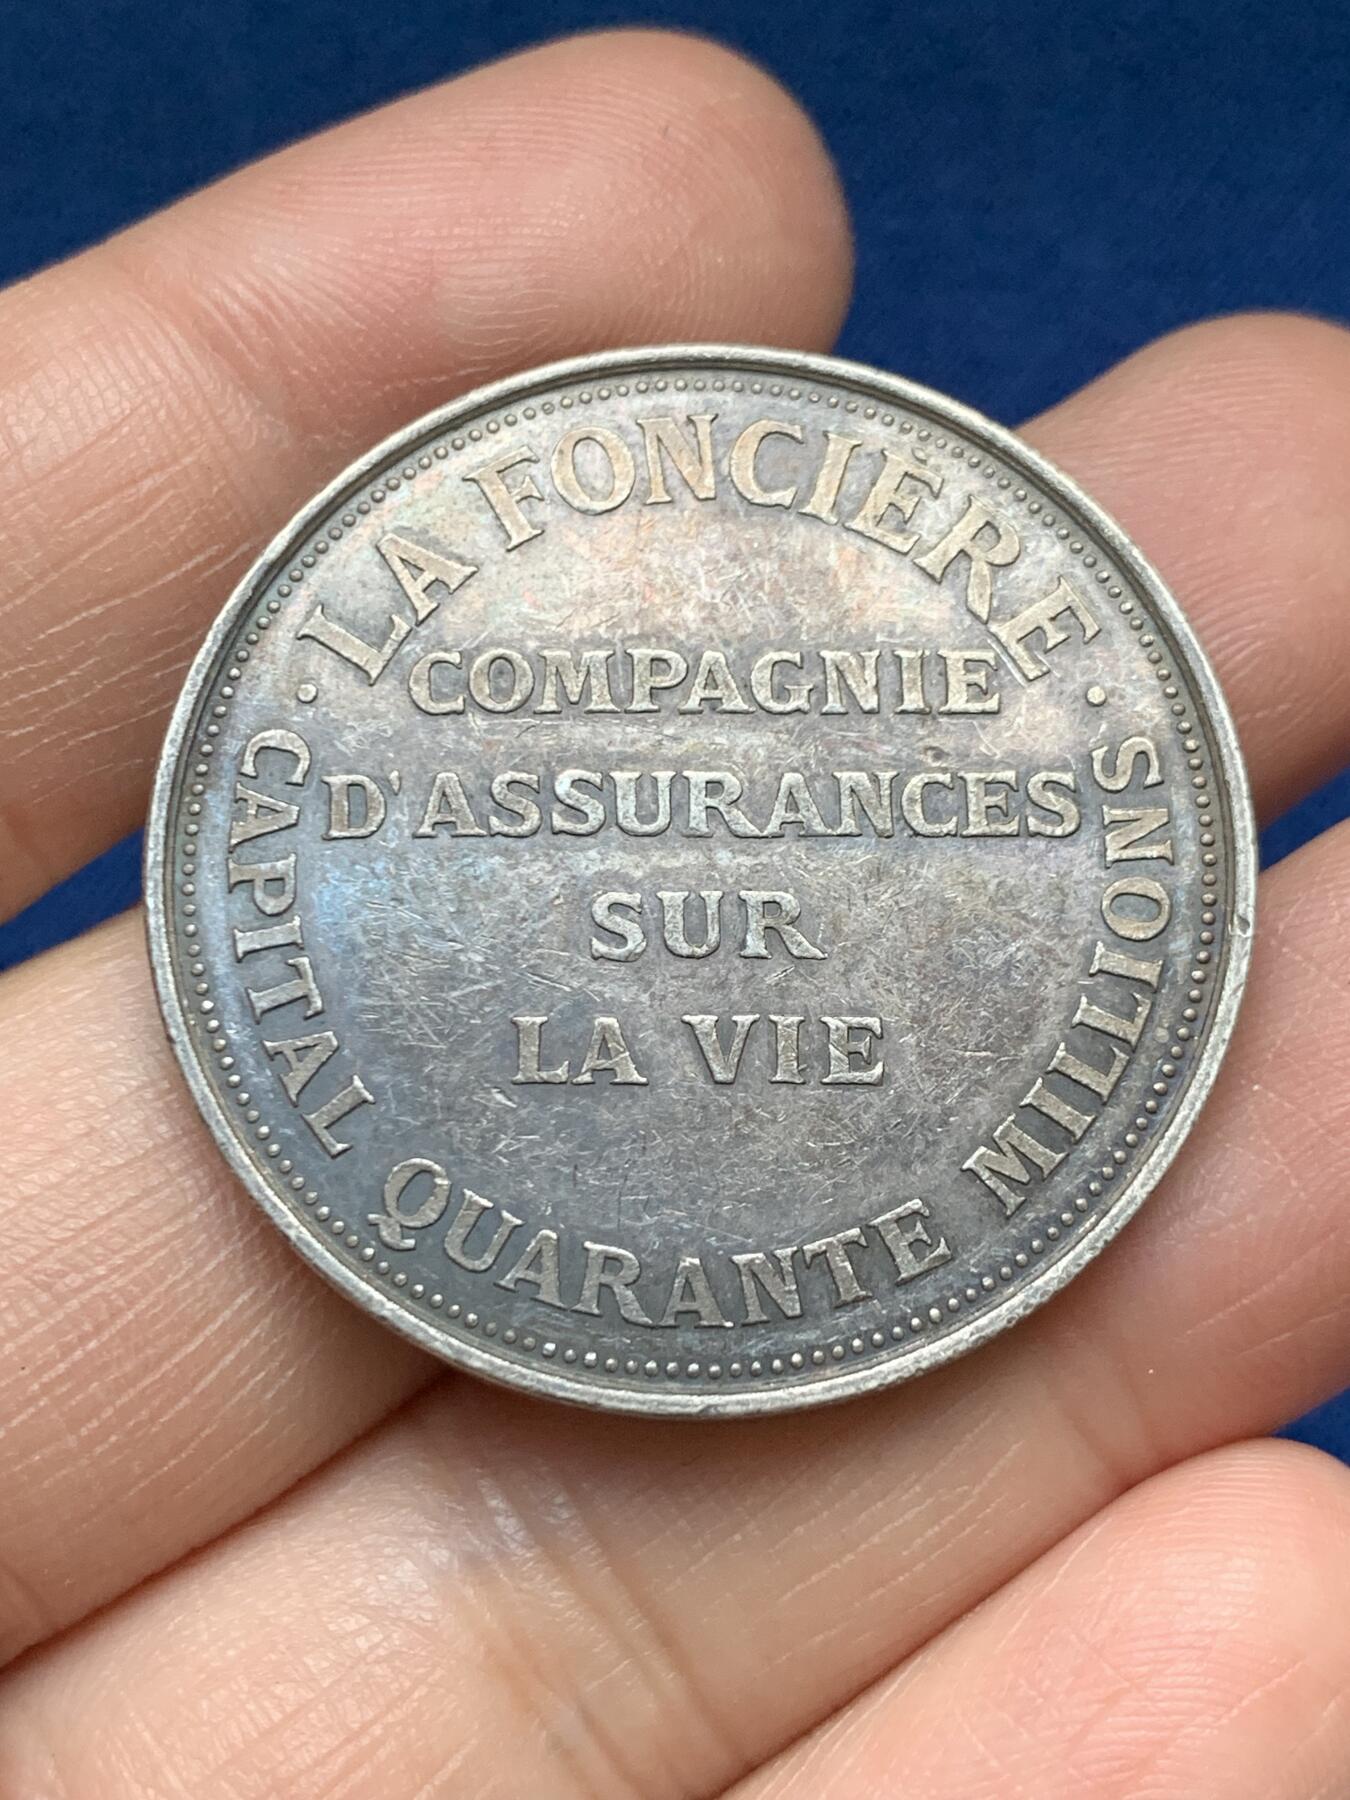 · LA FONCIÈRE ·
COMPAGNIE
D'ASSURANCES
SUR
LA VIE
CAPITAL QUARANTE MILLIONS